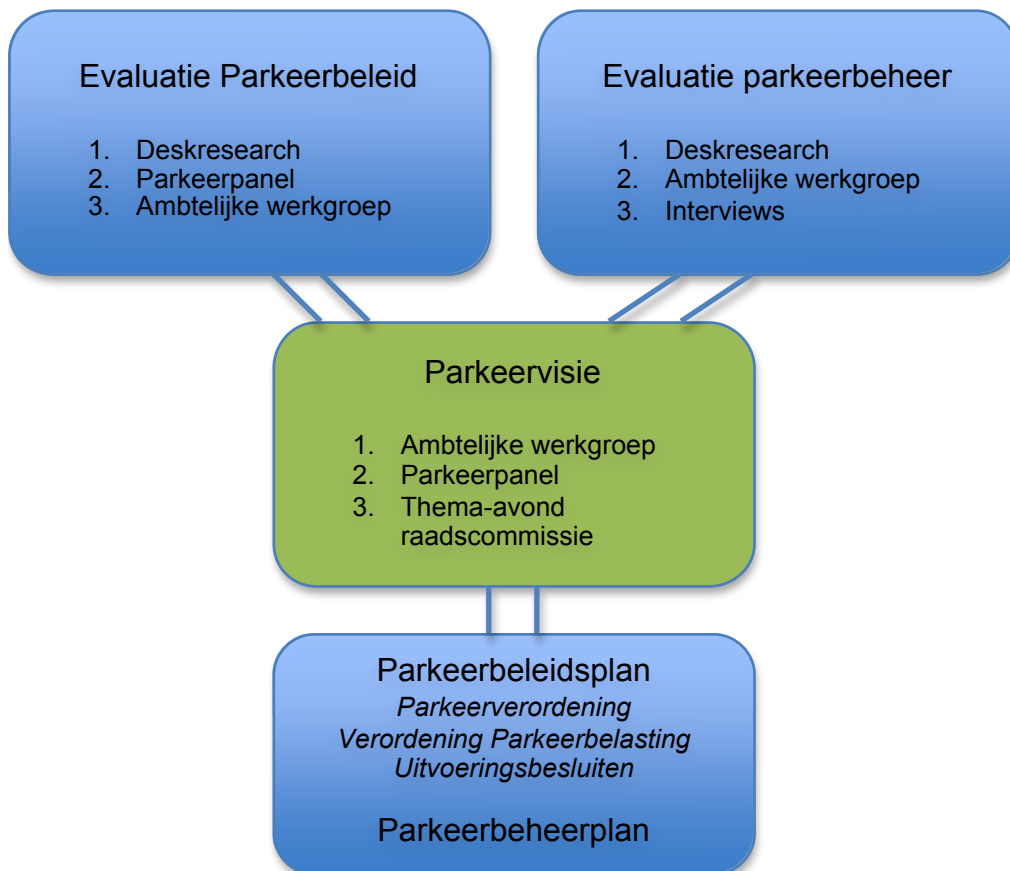 Evaluatie Parkeerbeleid
1. Deskresearch
2. Parkeerpanel
3. Ambtelijke werkgroep
Evaluatie parkeerbeheer
1. Deskresearch
2. Ambtelijke werkgroep
3. Interviews
Parkeervisie
1. Ambtelijke werkgroep
2. Parkeerpanel
3. Thema-avond
raadscommissie
Parkeerbeleidsplan
Parkeerverordening
Verordening Parkeerbelasting
Uitvoeringsbesluiten
Parkeerbeheerplan